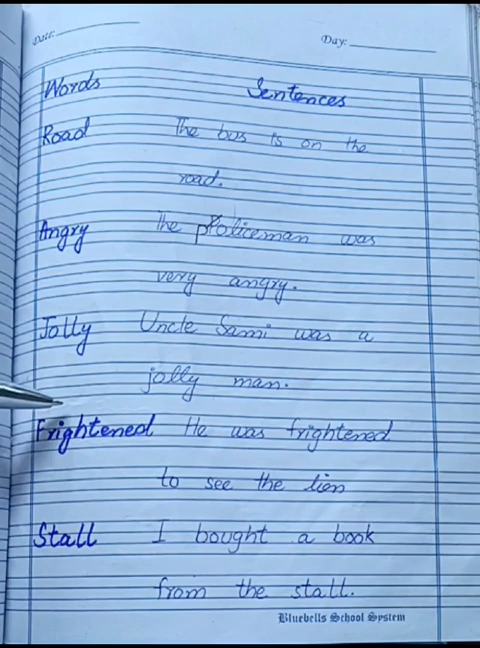 Date:
Day:
Words Sentences
Road The bus is on the
road.
Angry The policeman was
very angry.
Jolly Uncle Sami was a
jolly man.
Frightened He was frightened
to see the lion
Stall I bought a book
from the stall.
Bluebells School System